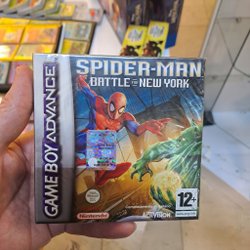 GAME BOY ADVANCE
SPIDER-MAN
BATTLE FOR NEW YORK
Nintendo
ACTIVISION
12+